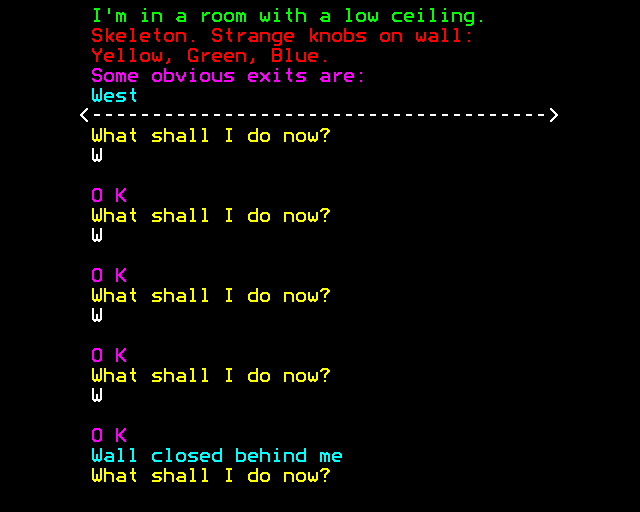 I'm in a room with a low ceiling.
Skeleton. Strange knobs on wall:
Yellow, Green, Blue.
Some obvious exits are:
West
<-------------------------------------->
What shall I do now?
W
O K
What shall I do now?
W
O K
What shall I do now?
W
O K
What shall I do now?
W
O K
Wall closed behind me
What shall I do now?